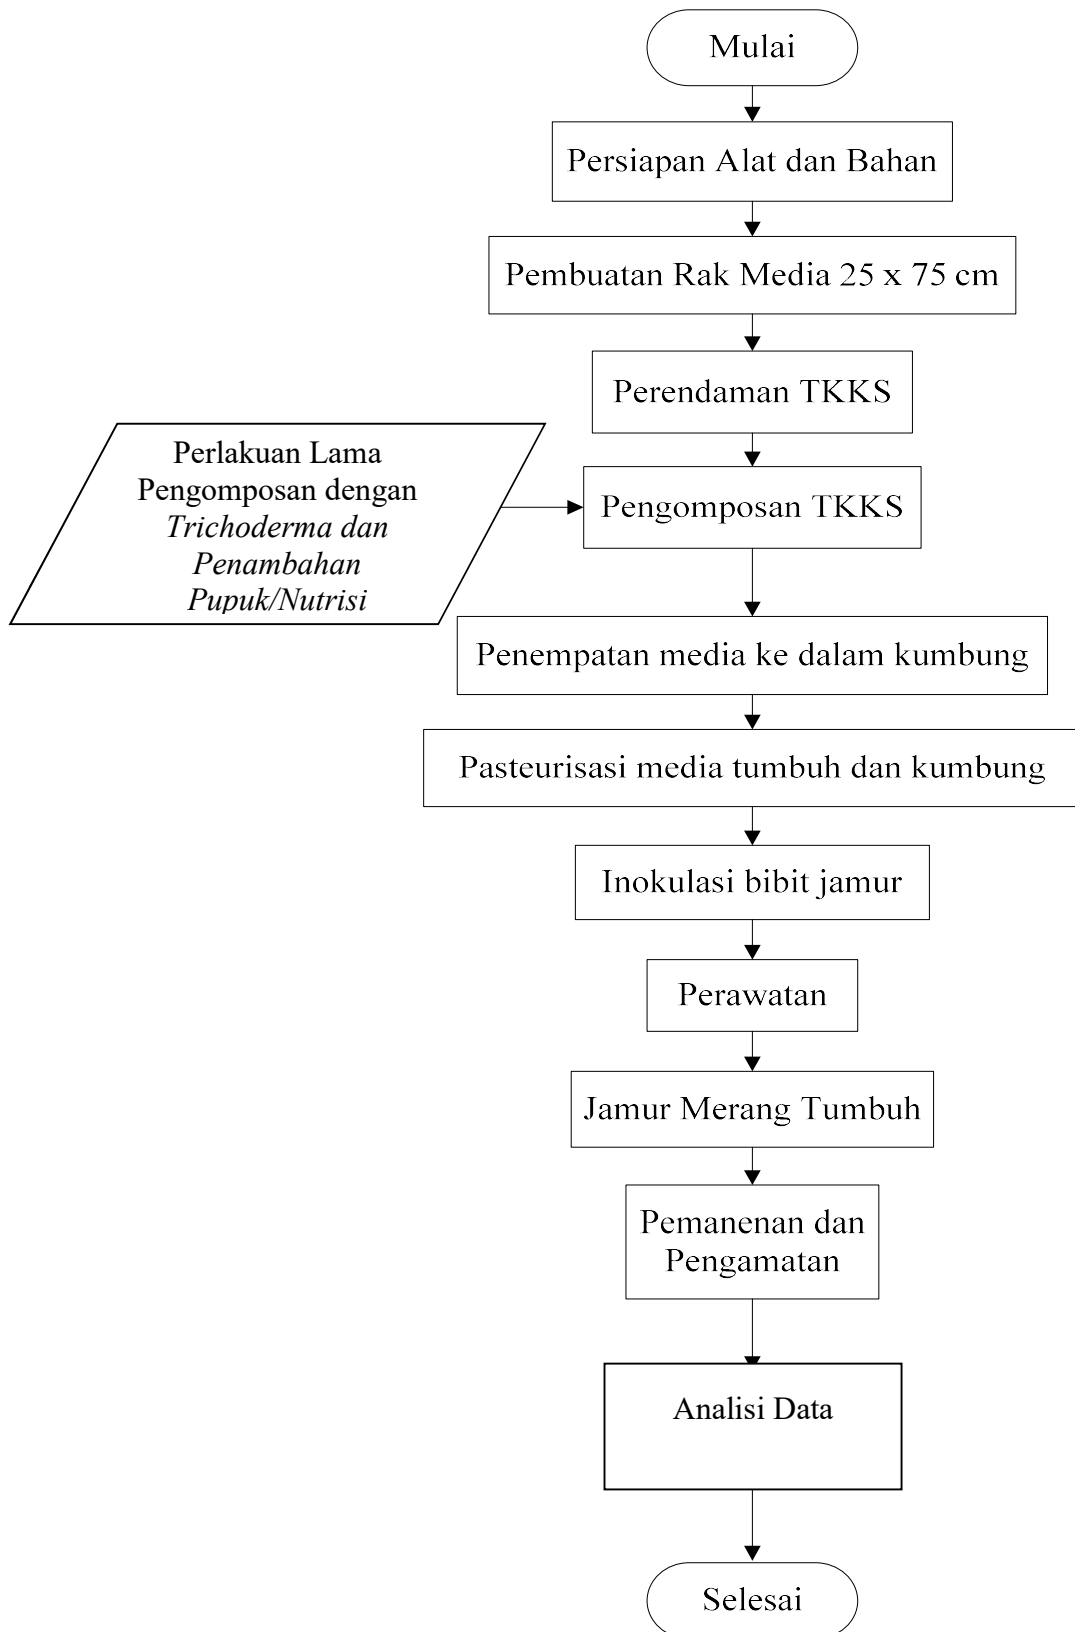 Mulai
Persiapan Alat dan Bahan
Pembuatan Rak Media 25 x 75 cm
Perendaman TKKS
Perlakuan Lama
Pengomposan dengan
Trichoderma dan
Penambahan
Pupuk/Nutrisi
Pengomposan TKKS
Penempatan media ke dalam kumbung
Pasteurisasi media tumbuh dan kumbung
Inokulasi bibit jamur
Perawatan
Jamur Merang Tumbuh
Pemanenan dan
Pengamatan
Analisi Data
Selesai